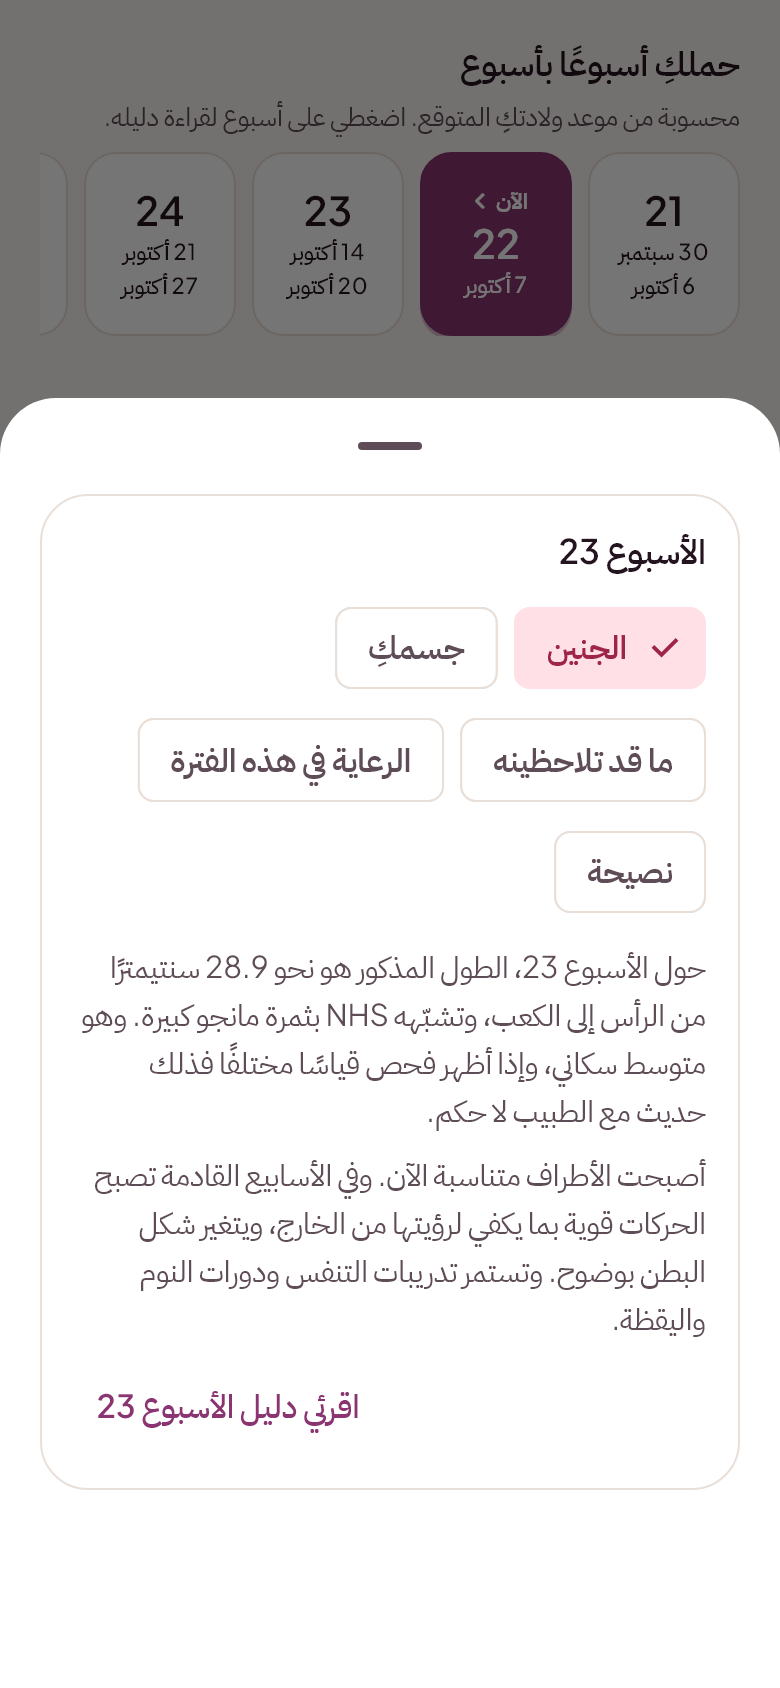 حملكِ أسبوعًا بأسبوع
محسوبة من موعد ولادتكِ المتوقع. اضغطي على أسبوع لقراءة دليله.
21
30 سبتمبر
6 أكتوبر
الآن
22
7 أكتوبر
23
14 أكتوبر
20 أكتوبر
24
21 أكتوبر
27 أكتوبر
الأسبوع 23
الجنين
جسمكِ
ما قد تلاحظينه
الرعاية في هذه الفترة
نصيحة
حول الأسبوع 23، الطول المذكور هو نحو 28.9 سنتيمترًا
من الرأس إلى الكعب، وتشبّهه NHS بثمرة مانجو كبيرة. وهو
متوسط سكاني، وإذا أظهر فحص قياسًا مختلفًا فذلك
حديث مع الطبيب لا حكم.
أصبحت الأطراف متناسبة الآن. وفي الأسابيع القادمة تصبح
الحركات قوية بما يكفي لرؤيتها من الخارج، ويتغير شكل
البطن بوضوح. وتستمر تدريبات التنفس ودورات النوم
واليقظة.
اقرئي دليل الأسبوع 23